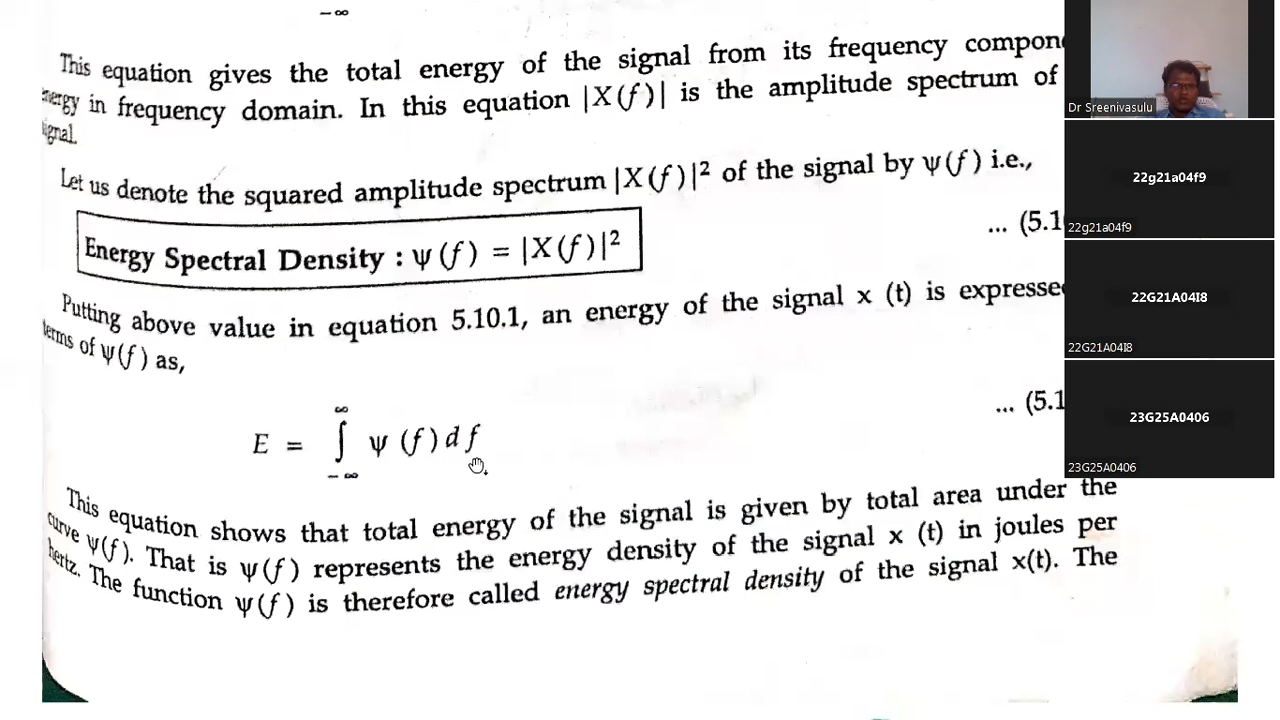 − ∞
This equation gives the total energy of the signal from its frequency
in frequency domain. In this equation |X(f)| is the amplitude spectrum of
Let us denote the squared amplitude spectrum |X(f)|² of the signal by ψ(f) i.e.,
... (5.1
Energy Spectral Density : ψ(f) = |X(f)|²
Putting above value in equation 5.10.1, an energy of the signal x (t) is
terms of ψ(f) as,
... (5.1
E = ∫ ψ (f) d f
∞
− ∞
This equation shows that total energy of the signal is given by total area under the
curve ψ(f). That is ψ(f) represents the energy density of the signal x (t) in joules per
hertz. The function ψ(f) is therefore called energy spectral density of the signal x(t). The
Dr Sreenivasulu
22g21a04f9
22g21a04f9
22G21A04I8
22G21A04I8
23G25A0406
23G25A0406